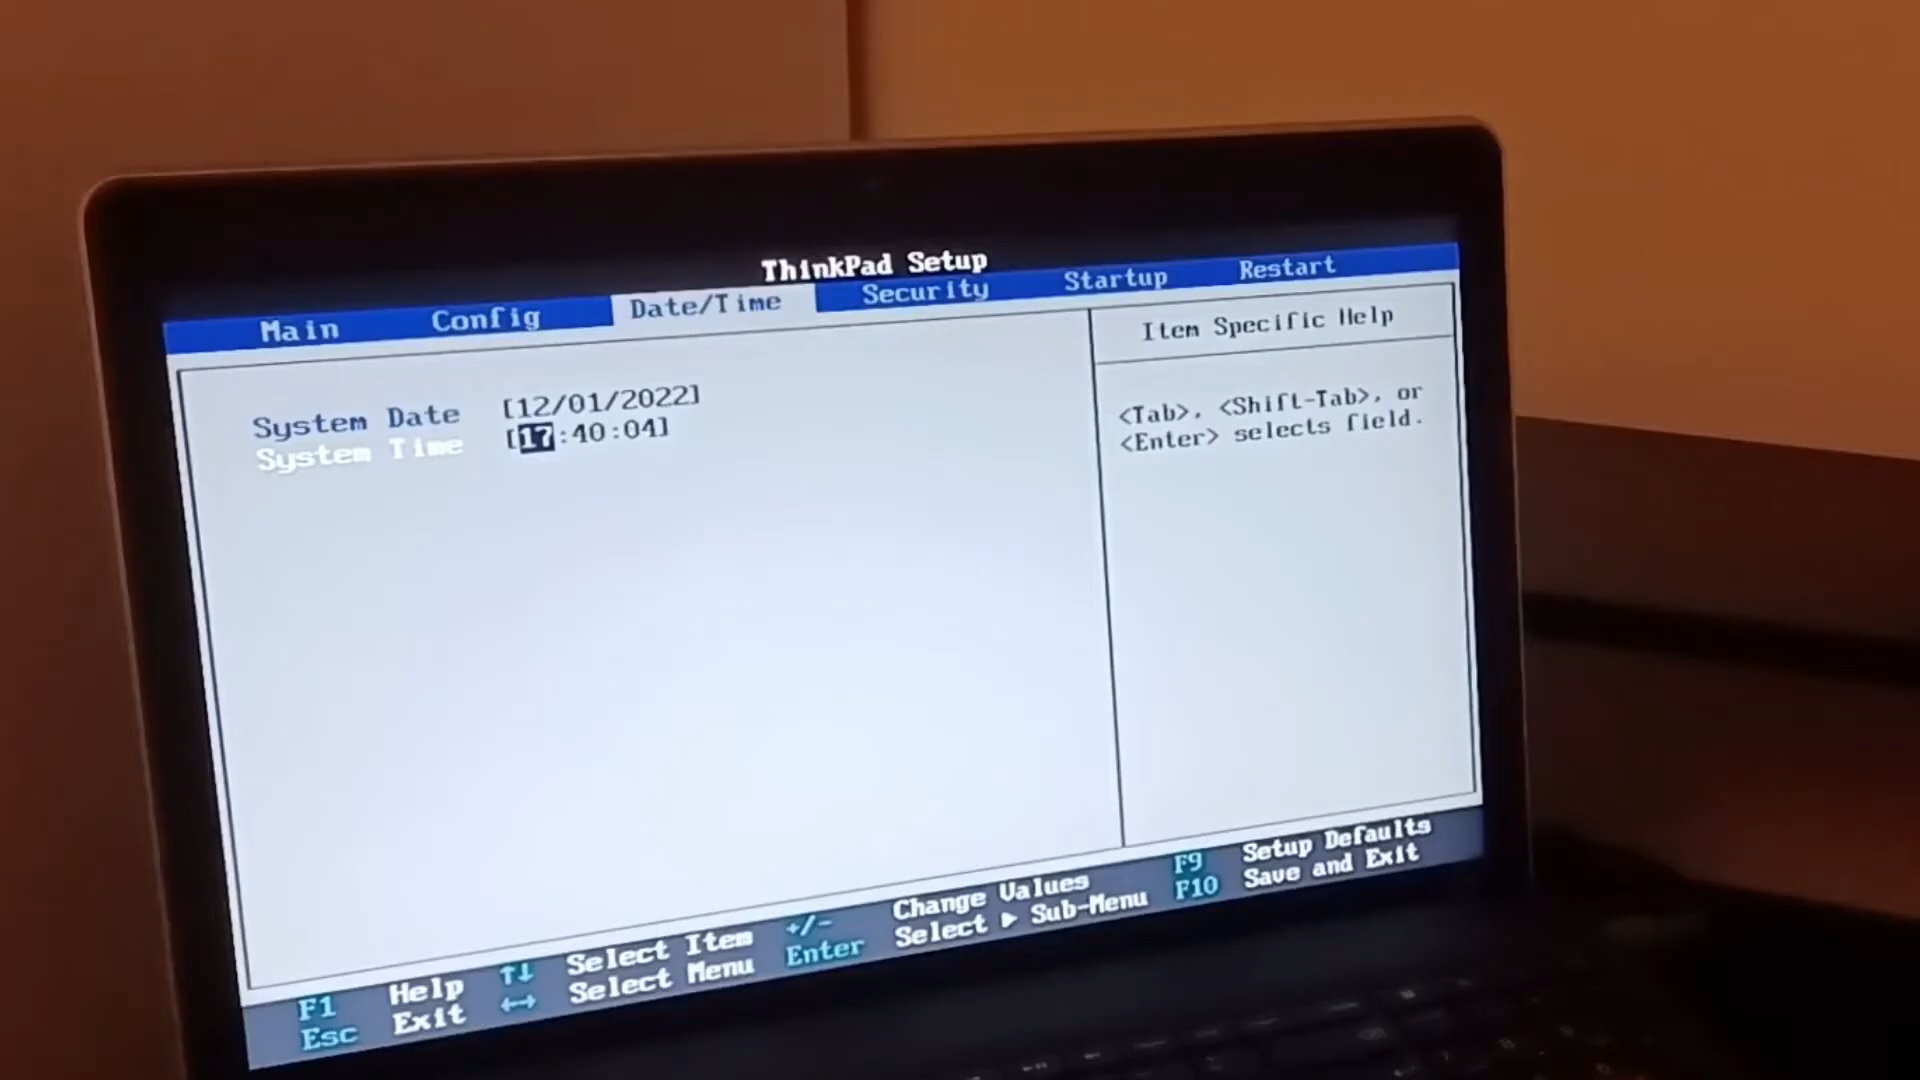 ThinkPad Setup
Main Config Date/Time Security Startup Restart
System Date [12/01/2022]
System Time [17:40:04]
Item Specific Help
<Tab>, <Shift-Tab>, or
<Enter> selects field.
F1 Help ↑↓ Select Item +/- Change Values F9 Setup Defaults
Esc Exit ↔ Select Menu Enter Select ▶ Sub-Menu F10 Save and Exit